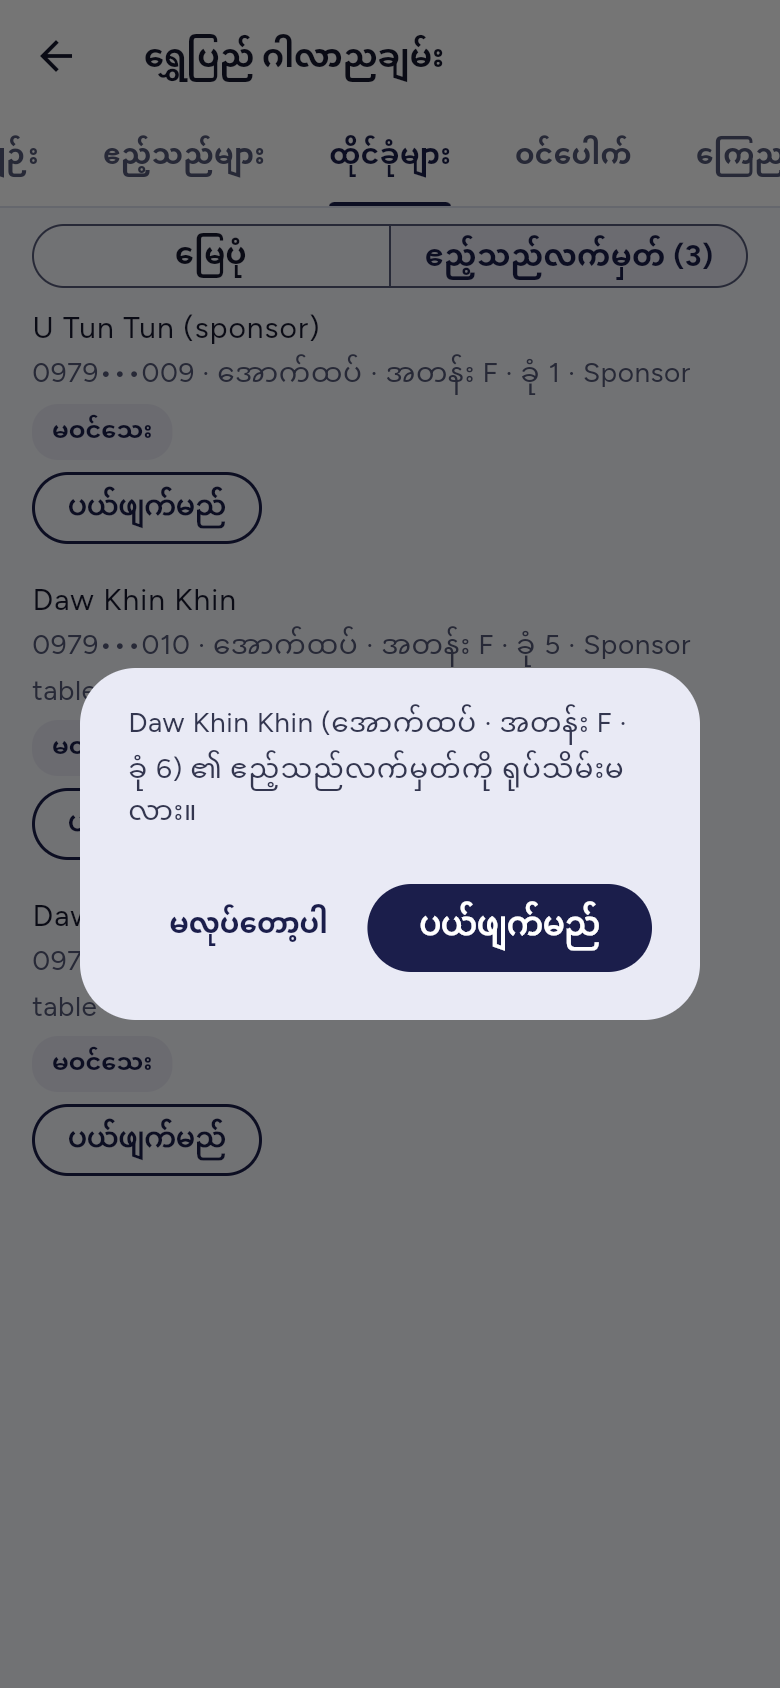 ရွှေပြည် ဂါလာညချမ်း
ဧည့်သည်များ
ထိုင်ခုံများ
ဝင်ပေါက်
မြေပုံ
ဧည့်သည်လက်မှတ် (3)
U Tun Tun (sponsor)
0979•••009 · အောက်ထပ် · အတန်း F · ခုံ 1 · Sponsor
မဝင်သေး
ပယ်ဖျက်မည်
Daw Khin Khin
0979•••010 · အောက်ထပ် · အတန်း F · ခုံ 5 · Sponsor
table
Daw Khin Khin (အောက်ထပ် · အတန်း F ·
ခုံ 6) ၏ ဧည့်သည်လက်မှတ်ကို ရုပ်သိမ်းမ
လား။
မလုပ်တော့ပါ
ပယ်ဖျက်မည်
table
မဝင်သေး
ပယ်ဖျက်မည်